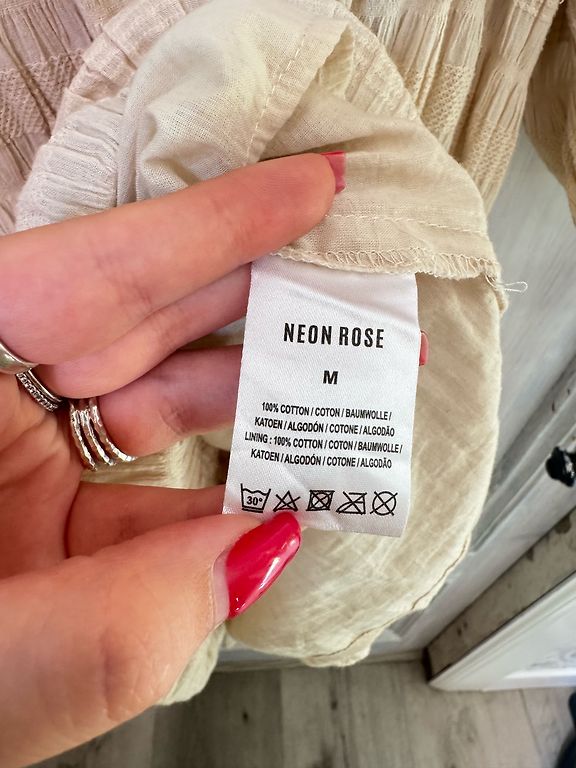 NEON ROSE
M
100% COTTON / COTON / BAUMWOLLE /
KATOEN / ALGODÓN / COTONE / ALGODÃO
LINING : 100% COTTON / COTON / BAUMWOLLE /
KATOEN / ALGODÓN / COTONE / ALGODÃO
30°